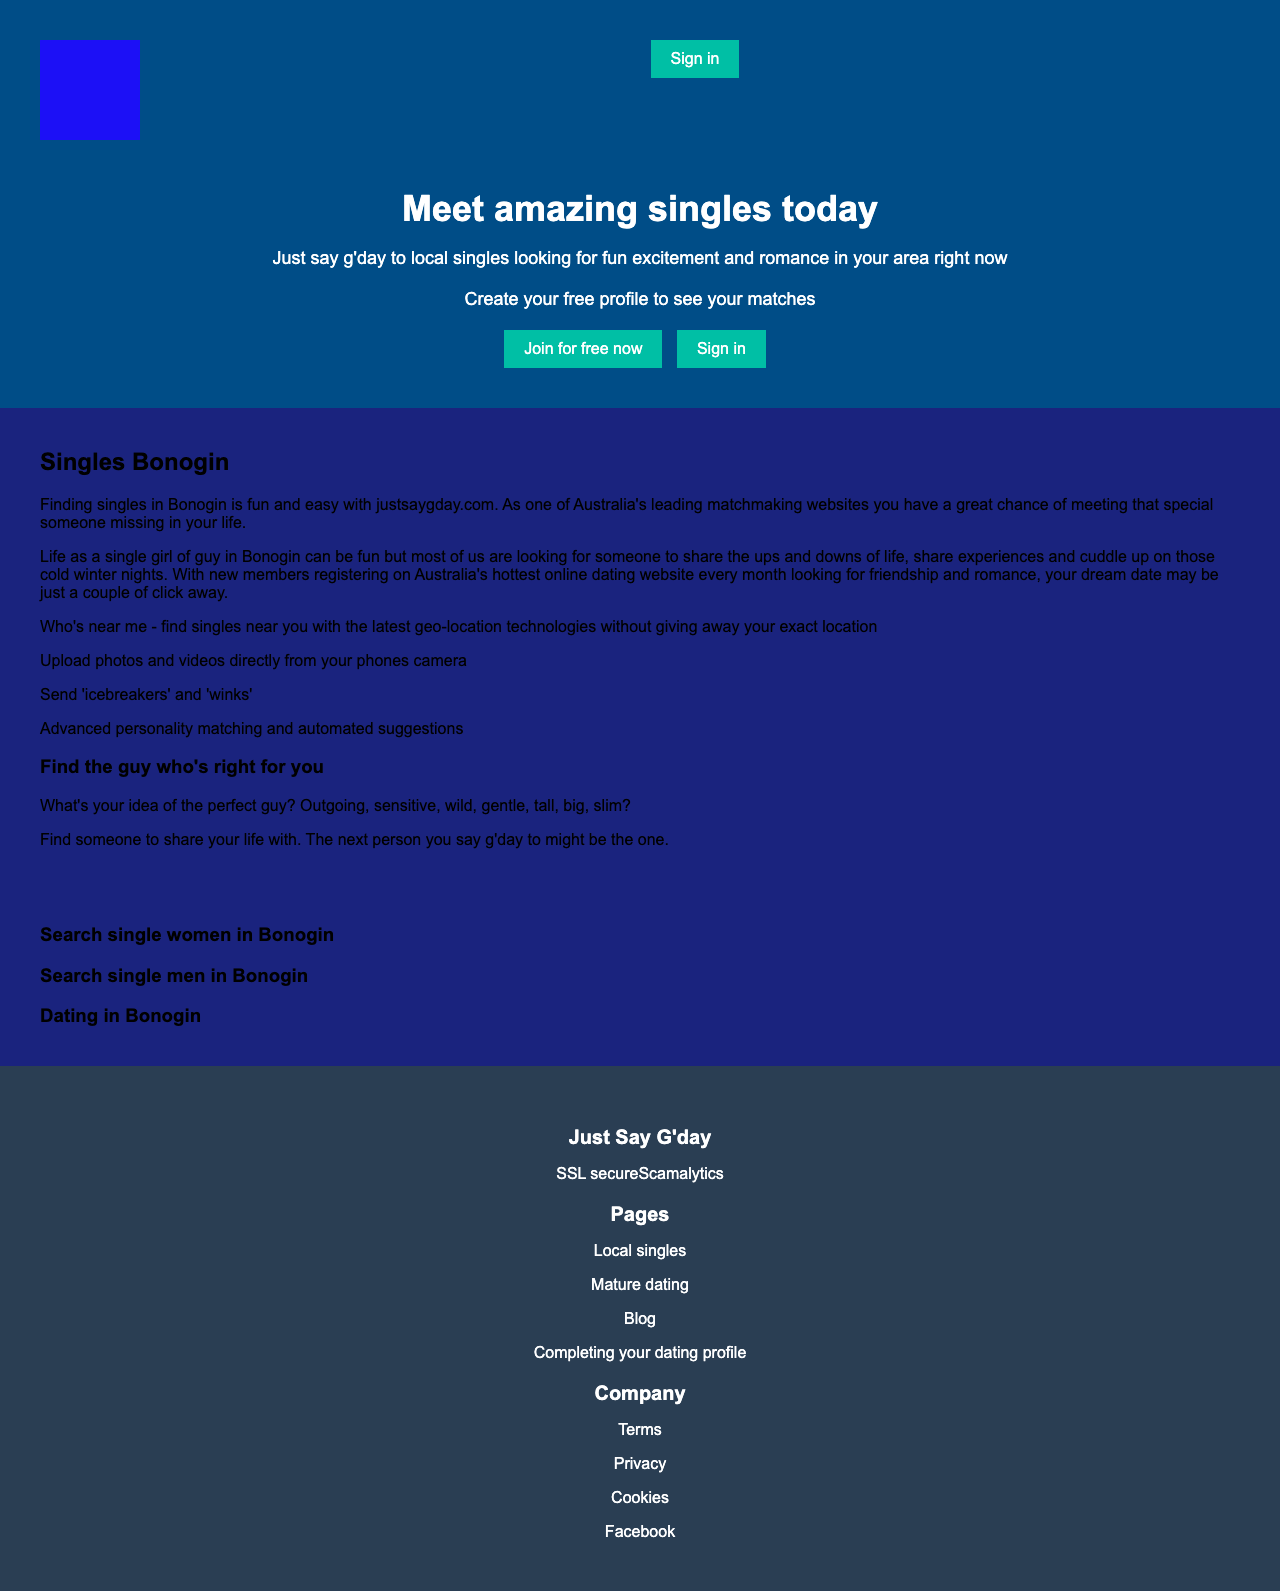 Sign in
Meet amazing singles today
Just say g'day to local singles looking for fun excitement and romance in your area right now
Create your free profile to see your matches
Join for free now
Sign in
Singles Bonogin
Finding singles in Bonogin is fun and easy with justsaygday.com. As one of Australia's leading matchmaking websites you have a great chance of meeting that special
someone missing in your life.
Life as a single girl of guy in Bonogin can be fun but most of us are looking for someone to share the ups and downs of life, share experiences and cuddle up on those
cold winter nights. With new members registering on Australia's hottest online dating website every month looking for friendship and romance, your dream date may be
just a couple of click away.
Who's near me - find singles near you with the latest geo-location technologies without giving away your exact location
Upload photos and videos directly from your phones camera
Send 'icebreakers' and 'winks'
Advanced personality matching and automated suggestions
Find the guy who's right for you
What's your idea of the perfect guy? Outgoing, sensitive, wild, gentle, tall, big, slim?
Find someone to share your life with. The next person you say g'day to might be the one.
Search single women in Bonogin
Search single men in Bonogin
Dating in Bonogin
Just Say G'day
SSL secureScamalytics
Pages
Local singles
Mature dating
Blog
Completing your dating profile
Company
Terms
Privacy
Cookies
Facebook